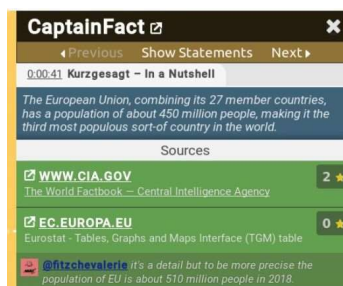 CaptainFact
Previous Show Statements Next
0:00:41 Kurzgesagt – In a Nutshell
The European Union, combining its 27 member countries,
has a population of about 450 million people, making it the
third most populous sort-of country in the world.
Sources
WWW.CIA.GOV 2
The World Factbook — Central Intelligence Agency
EC.EUROPA.EU 0
Eurostat - Tables, Graphs and Maps Interface (TGM) table
@fitzchevalerie it's a detail but to be more precise the
population of EU is about 510 million people in 2018.